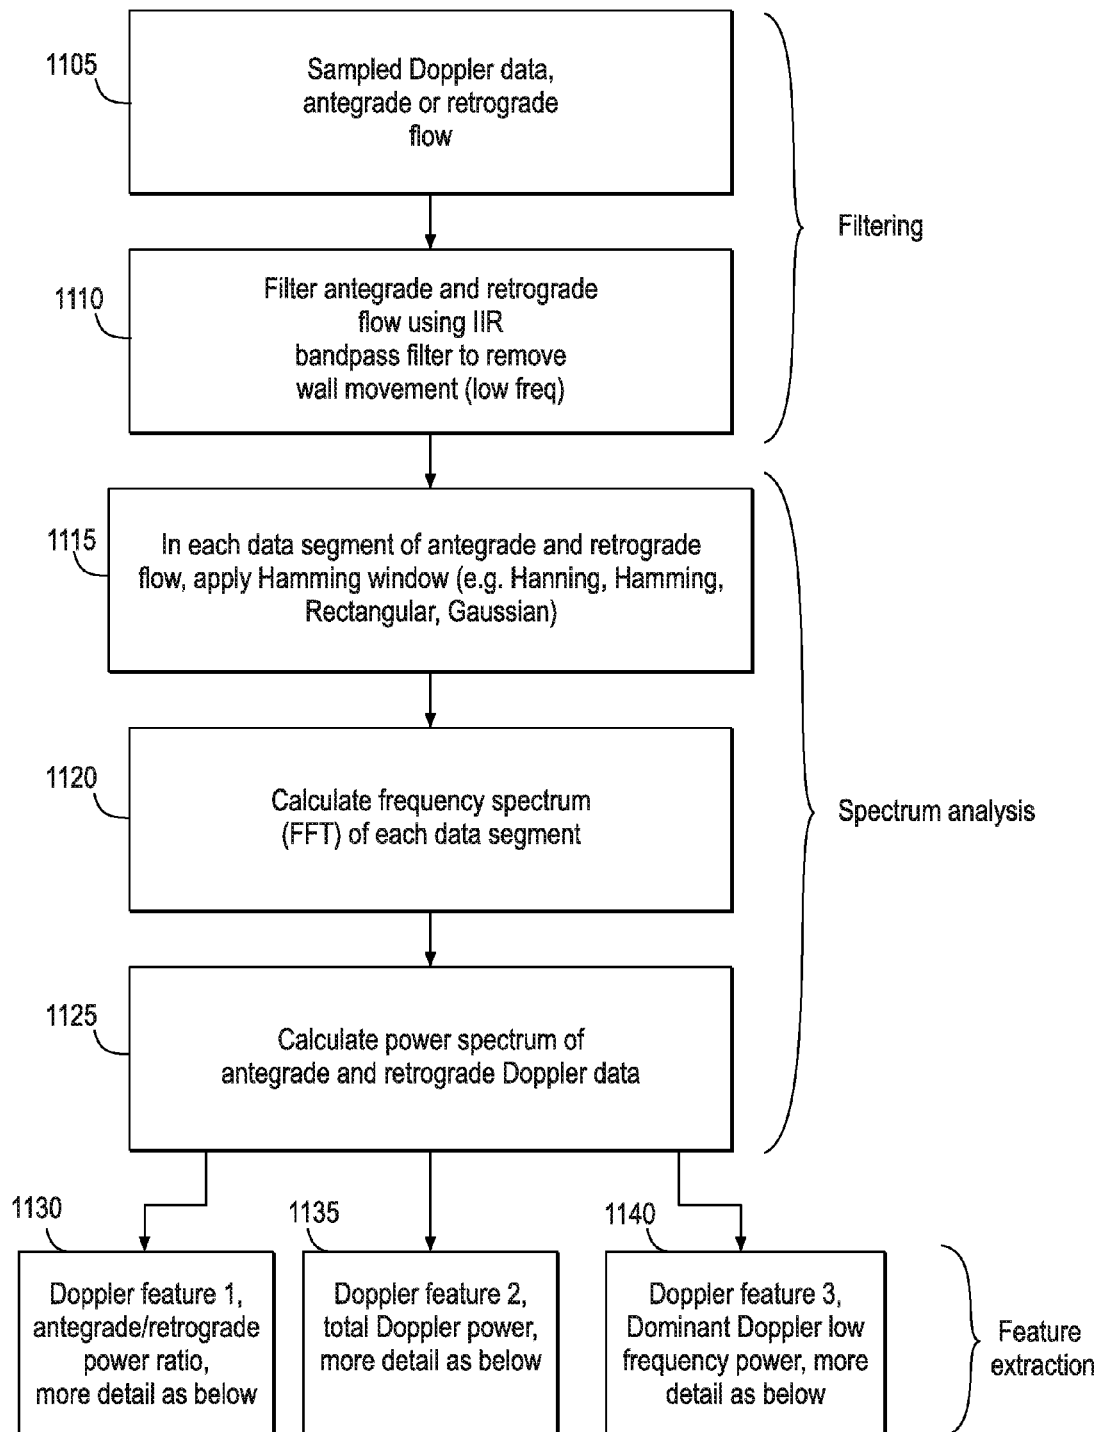 1105
Sampled Doppler data,
antegrade or retrograde
flow
Filtering
1110
Filter antegrade and retrograde
flow using IIR
bandpass filter to remove
wall movement (low freq)
1115
In each data segment of antegrade and retrograde
flow, apply Hamming window (e.g. Hanning, Hamming,
Rectangular, Gaussian)
1120
Calculate frequency spectrum
(FFT) of each data segment
Spectrum analysis
1125
Calculate power spectrum of
antegrade and retrograde Doppler data
1130
Doppler feature 1,
antegrade/retrograde
power ratio,
more detail as below
1135
Doppler feature 2,
total Doppler power,
more detail as below
1140
Doppler feature 3,
Dominant Doppler low
frequency power, more
detail as below
Feature
extraction